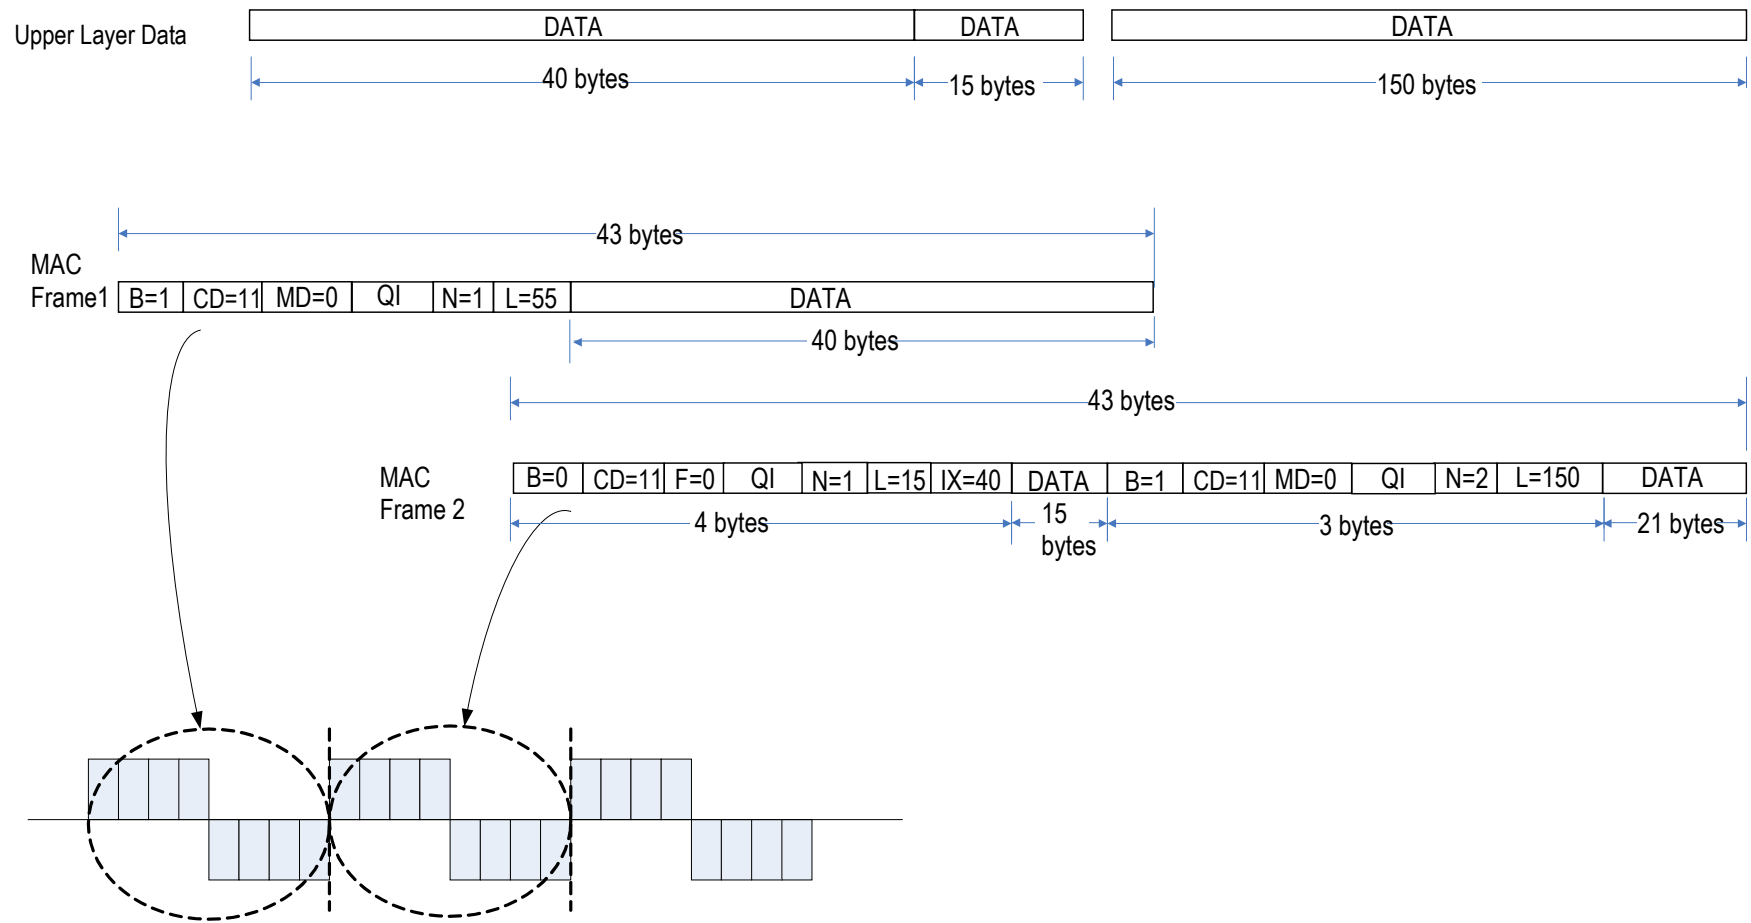 Upper Layer Data DATA DATA DATA
40 bytes 15 bytes 150 bytes
43 bytes
MAC
Frame1 B=1 CD=11 MD=0 QI N=1 L=55 DATA
40 bytes
43 bytes
MAC
Frame 2 B=0 CD=11 F=0 QI N=1 L=15 IX=40 DATA B=1 CD=11 MD=0 QI N=2 L=150 DATA
4 bytes 15
bytes 3 bytes 21 bytes